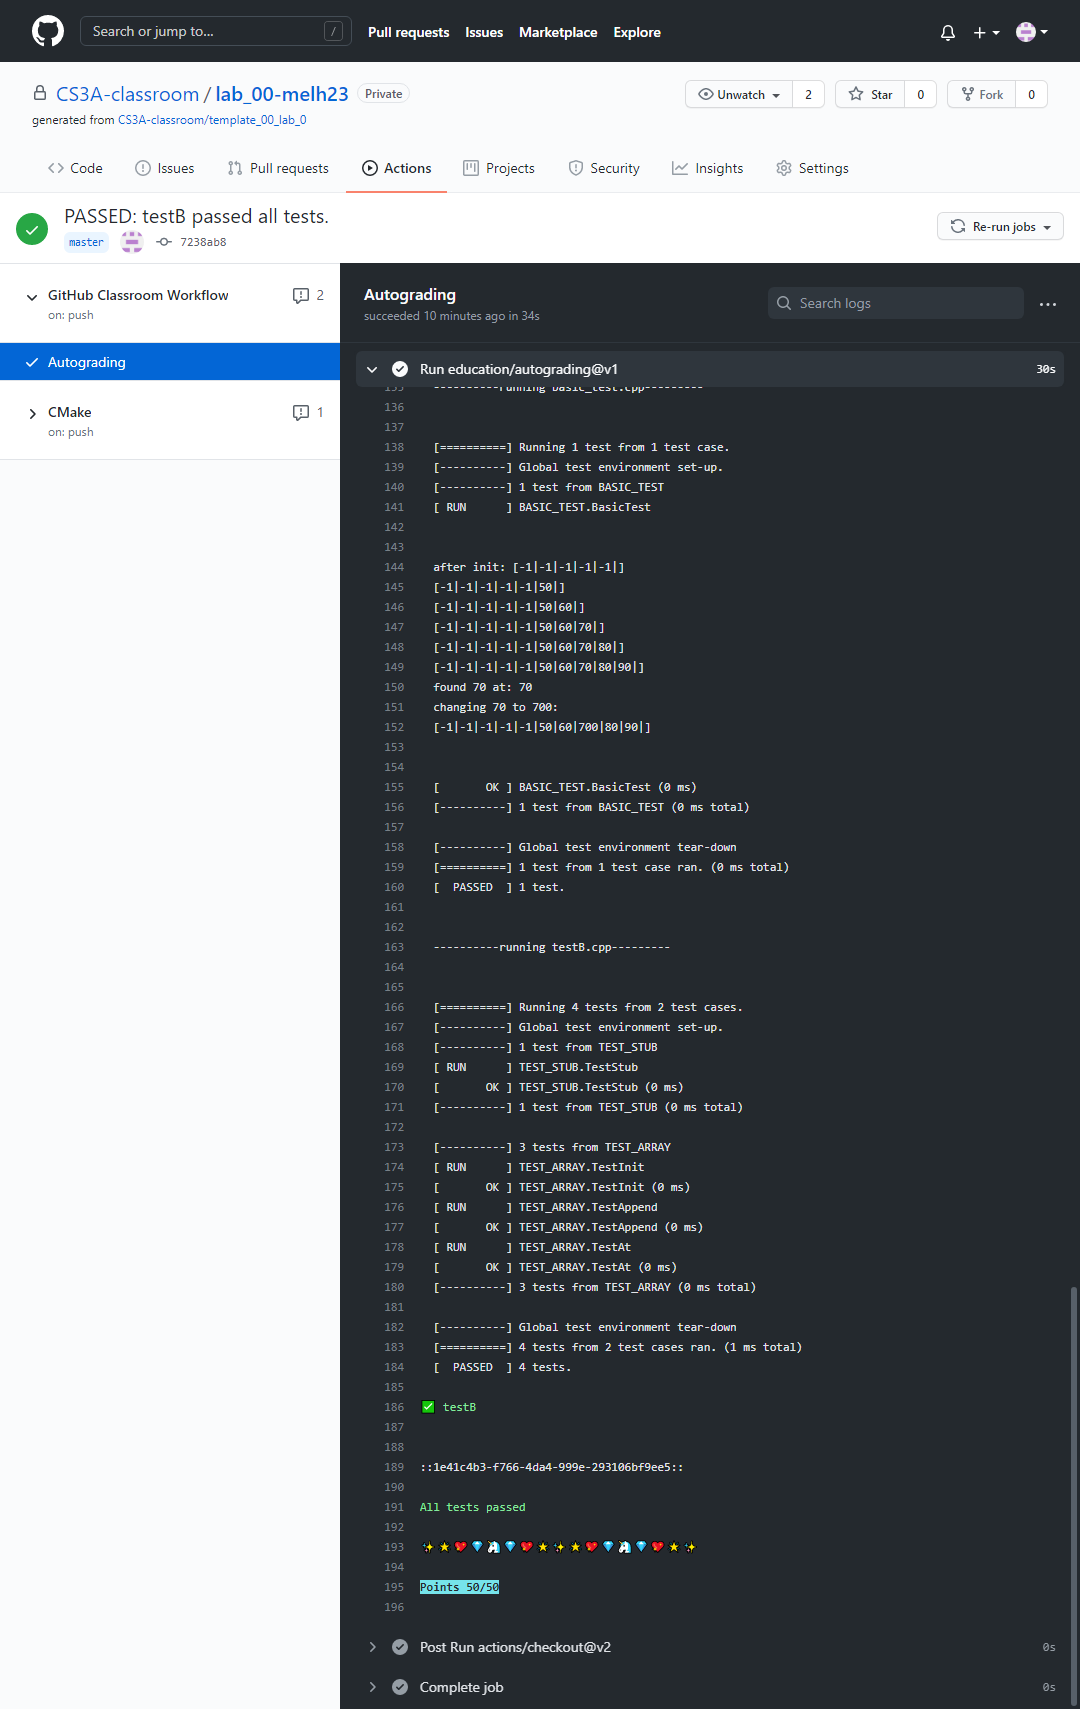 Search or jump to...
/
Pull requests
Issues
Marketplace
Explore
CS3A-classroom / lab_00-melh23
Private
generated from CS3A-classroom/template_00_lab_0
Unwatch
2
Star
0
Fork
0
Code
Issues
Pull requests
Actions
Projects
Security
Insights
Settings
PASSED: testB passed all tests.
master
7238ab8
Re-run jobs
GitHub Classroom Workflow
2
on: push
Autograding
CMake
1
on: push
Autograding
succeeded 10 minutes ago in 34s
Search logs
Run education/autograding@v1
30s
135 ----------running basic_test.cpp---------
136
137
138 [==========] Running 1 test from 1 test case.
139 [----------] Global test environment set-up.
140 [----------] 1 test from BASIC_TEST
141 [ RUN      ] BASIC_TEST.BasicTest
142
143
144 after init: [-1|-1|-1|-1|-1|]
145 [-1|-1|-1|-1|-1|50|]
146 [-1|-1|-1|-1|-1|50|60|]
147 [-1|-1|-1|-1|-1|50|60|70|]
148 [-1|-1|-1|-1|-1|50|60|70|80|]
149 [-1|-1|-1|-1|-1|50|60|70|80|90|]
150 found 70 at: 70
151 changing 70 to 700:
152 [-1|-1|-1|-1|-1|50|60|700|80|90|]
153
154
155 [       OK ] BASIC_TEST.BasicTest (0 ms)
156 [----------] 1 test from BASIC_TEST (0 ms total)
157
158 [----------] Global test environment tear-down
159 [==========] 1 test from 1 test case ran. (0 ms total)
160 [  PASSED  ] 1 test.
161
162
163 ----------running testB.cpp---------
164
165
166 [==========] Running 4 tests from 2 test cases.
167 [----------] Global test environment set-up.
168 [----------] 1 test from TEST_STUB
169 [ RUN      ] TEST_STUB.TestStub
170 [       OK ] TEST_STUB.TestStub (0 ms)
171 [----------] 1 test from TEST_STUB (0 ms total)
172
173 [----------] 3 tests from TEST_ARRAY
174 [ RUN      ] TEST_ARRAY.TestInit
175 [       OK ] TEST_ARRAY.TestInit (0 ms)
176 [ RUN      ] TEST_ARRAY.TestAppend
177 [       OK ] TEST_ARRAY.TestAppend (0 ms)
178 [ RUN      ] TEST_ARRAY.TestAt
179 [       OK ] TEST_ARRAY.TestAt (0 ms)
180 [----------] 3 tests from TEST_ARRAY (0 ms total)
181
182 [----------] Global test environment tear-down
183 [==========] 4 tests from 2 test cases ran. (1 ms total)
184 [  PASSED  ] 4 tests.
185
186 ✅ testB
187
188
189 ::1e41c4b3-f766-4da4-999e-293106bf9ee5::
190
191 All tests passed
192
193 ✨⭐💖💎🦄💎💖⭐✨⭐💖💎🦄💎💖⭐✨
194
195 Points 50/50
196
Post Run actions/checkout@v2
0s
Complete job
0s